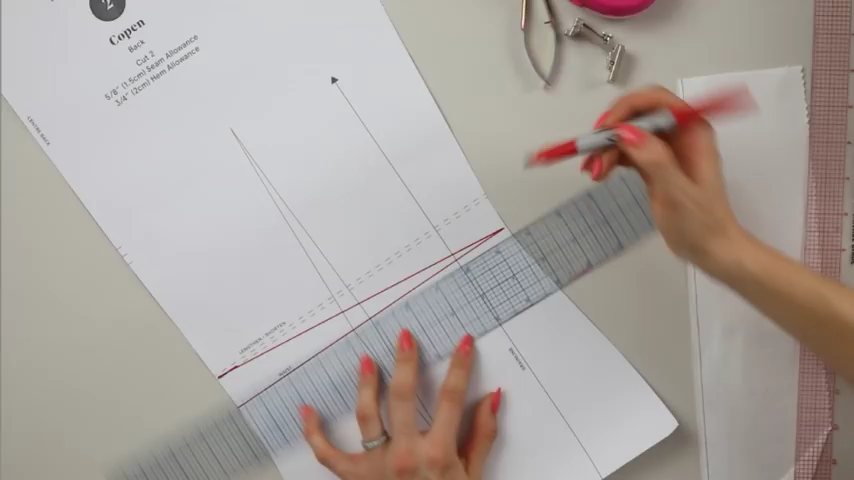 2
Copen
Back
Cut 2
5/8" (1.5cm) Seam Allowance
3/4" (2cm) Hem Allowance
CENTRE BACK
LENGTHEN / SHORTEN
WAIST